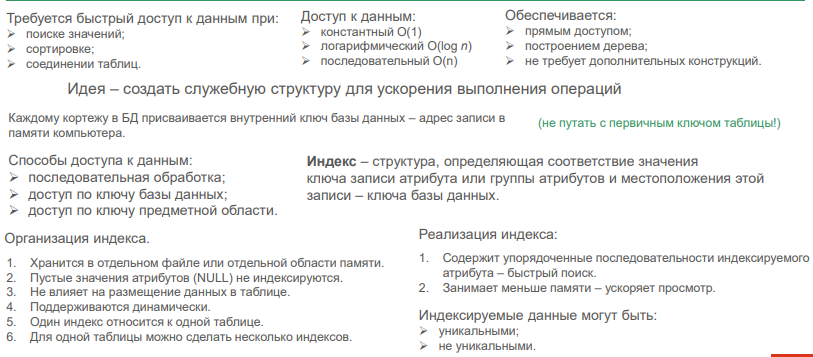 Требуется быстрый доступ к данным при:
➢ поиске значений;
➢ сортировке;
➢ соединении таблиц.
Доступ к данным:
➢ константный O(1)
➢ логарифмический O(log n)
➢ последовательный O(n)
Обеспечивается:
➢ прямым доступом;
➢ построением дерева;
➢ не требует дополнительных конструкций.
Идея – создать служебную структуру для ускорения выполнения операций
Каждому кортежу в БД присваивается внутренний ключ базы данных – адрес записи в
памяти компьютера.
(не путать с первичным ключом таблицы!)
Способы доступа к данным:
➢ последовательная обработка;
➢ доступ по ключу базы данных;
➢ доступ по ключу предметной области.
Индекс – структура, определяющая соответствие значения
ключа записи атрибута или группы атрибутов и местоположения этой
записи – ключа базы данных.
Организация индекса.
1. Хранится в отдельном файле или отдельной области памяти.
2. Пустые значения атрибутов (NULL) не индексируются.
3. Не влияет на размещение данных в таблице.
4. Поддерживаются динамически.
5. Один индекс относится к одной таблице.
6. Для одной таблицы можно сделать несколько индексов.
Реализация индекса:
1. Содержит упорядоченные последовательности индексируемого
атрибута – быстрый поиск.
2. Занимает меньше памяти – ускоряет просмотр.
Индексируемые данные могут быть:
➢ уникальными;
➢ не уникальными.